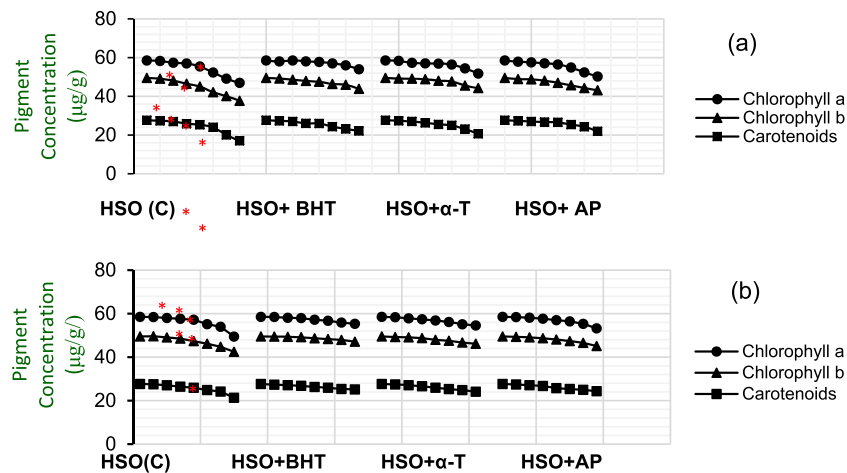 80
60
40
20
0
Pigment
Concentration
(µg/g)
(a)
Chlorophyll a
Chlorophyll b
Carotenoids
HSO (C) HSO+ BHT HSO+α-T HSO+ AP
* * * * * * * * * *
80
60
40
20
0
Pigment
Concentration
(µg/g/)
(b)
Chlorophyll a
Chlorophyll b
Carotenoids
* * * * * *
HSO(C) HSO+BHT HSO+α-T HSO+AP